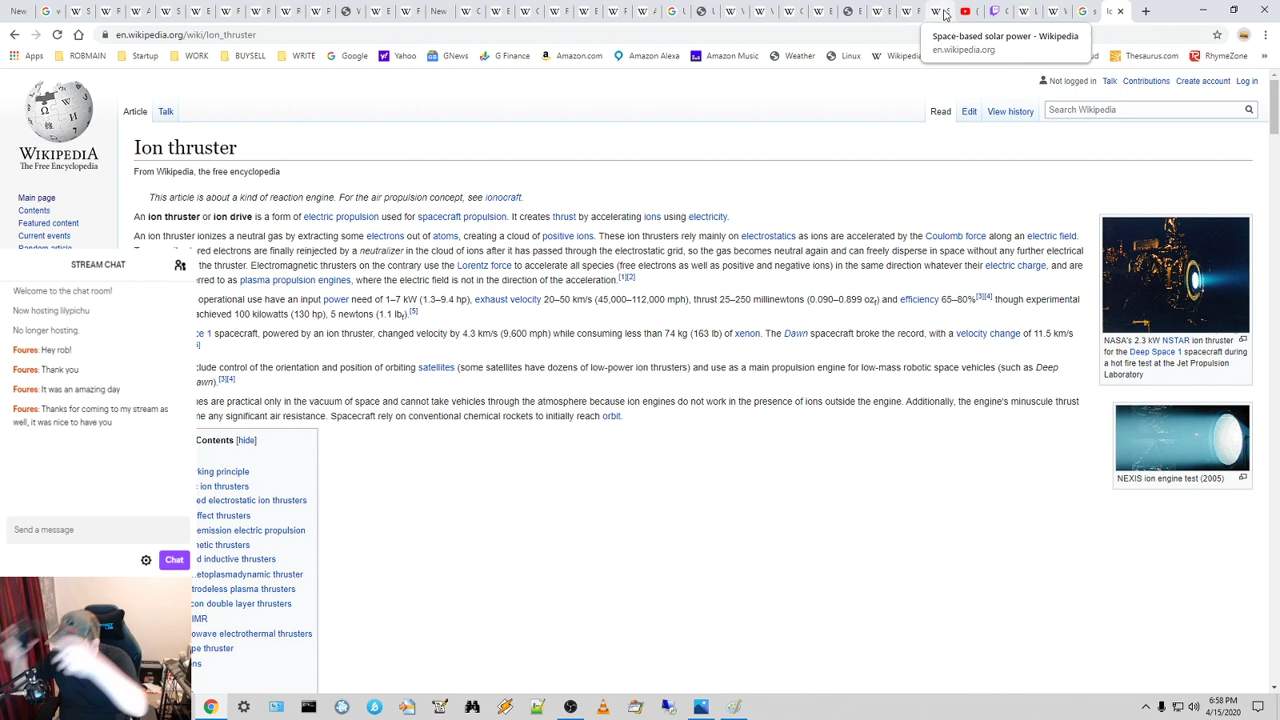 New
New
Space-based solar power - Wikipedia
en.wikipedia.org
en.wikipedia.org/wiki/Ion_thruster
Apps ROBMAIN Startup WORK BUYSELL WRITE Google Yahoo GNews G Finance Amazon.com Amazon Alexa Amazon Music Weather Linux Wikipedia Thesaurus.com RhymeZone
Not logged in Talk Contributions Create account Log in
Article Talk Read Edit View history Search Wikipedia
WIKIPEDIA
The Free Encyclopedia
Main page
Contents
Featured content
Current events
Random article
Ion thruster
From Wikipedia, the free encyclopedia
This article is about a kind of reaction engine. For the air propulsion concept, see ionocraft.
An ion thruster or ion drive is a form of electric propulsion used for spacecraft propulsion. It creates thrust by accelerating ions using electricity.
An ion thruster ionizes a neutral gas by extracting some electrons out of atoms, creating a cloud of positive ions. These ion thrusters rely mainly on electrostatics as ions are accelerated by the Coulomb force along an electric field.
red electrons are finally reinjected by a neutralizer in the cloud of ions after it has passed through the electrostatic grid, so the gas becomes neutral again and can freely disperse in space without any further electrical
the thruster. Electromagnetic thrusters on the contrary use the Lorentz force to accelerate all species (free electrons as well as positive and negative ions) in the same direction whatever their electric charge, and are
rred to as plasma propulsion engines, where the electric field is not in the direction of the acceleration.[1][2]
operational use have an input power need of 1–7 kW (1.3–9.4 hp), exhaust velocity 20–50 km/s (45,000–112,000 mph), thrust 25–250 millinewtons (0.090–0.899 ozf) and efficiency 65–80%[3][4] though experimental
achieved 100 kilowatts (130 hp), 5 newtons (1.1 lbf).[5]
ce 1 spacecraft, powered by an ion thruster, changed velocity by 4.3 km/s (9,600 mph) while consuming less than 74 kg (163 lb) of xenon. The Dawn spacecraft broke the record, with a velocity change of 11.5 km/s
clude control of the orientation and position of orbiting satellites (some satellites have dozens of low-power ion thrusters) and use as a main propulsion engine for low-mass robotic space vehicles (such as Deep
awn).[3][4]
nes are practical only in the vacuum of space and cannot take vehicles through the atmosphere because ion engines do not work in the presence of ions outside the engine. Additionally, the engine's minuscule thrust
me any significant air resistance. Spacecraft rely on conventional chemical rockets to initially reach orbit.
Contents [hide]
rking principle
ic ion thrusters
ed electrostatic ion thrusters
ffect thrusters
emission electric propulsion
netic thrusters
d inductive thrusters
etoplasmadynamic thruster
trodeless plasma thrusters
con double layer thrusters
IMR
owave electrothermal thrusters
pe thruster
ns
NASA's 2.3 kW NSTAR ion thruster
for the Deep Space 1 spacecraft during
a hot fire test at the Jet Propulsion
Laboratory
NEXIS ion engine test (2005)
STREAM CHAT
Welcome to the chat room!
Now hosting lilypichu
No longer hosting.
Foures: Hey rob!
Foures: Thank you
Foures: It was an amazing day
Foures: Thanks for coming to my stream as
well, it was nice to have you
Send a message
Chat
6:58 PM
4/15/2020